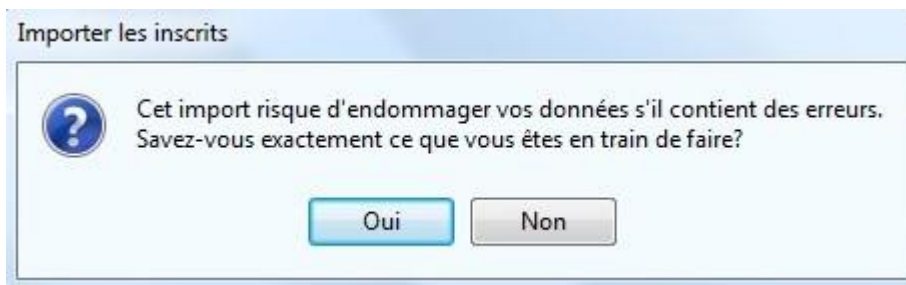 Importer les inscrits
Cet import risque d'endommager vos données s'il contient des erreurs.
Savez-vous exactement ce que vous êtes en train de faire?
Oui
Non